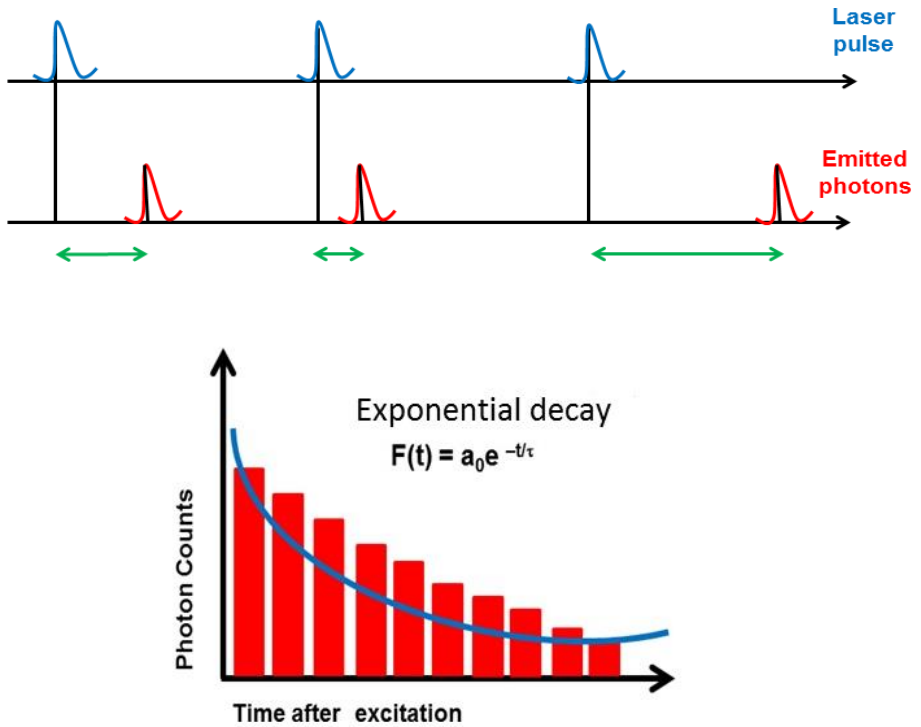 Laser
pulse
Emitted
photons
Exponential decay
F(t) = a₀e ⁻ᵗ/τ
Photon Counts
Time after excitation